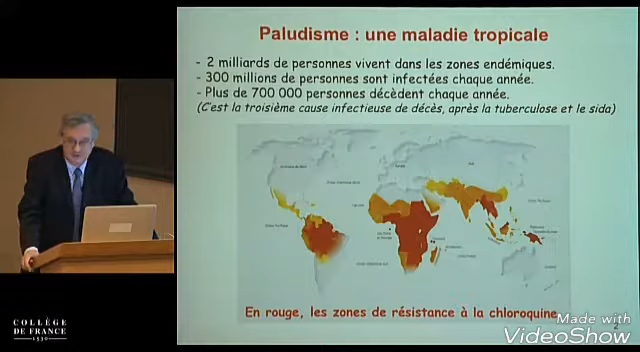 Paludisme : une maladie tropicale
- 2 milliards de personnes vivent dans les zones endémiques.
- 300 millions de personnes sont infectées chaque année.
- Plus de 700 000 personnes décèdent chaque année.
(C'est la troisième cause infectieuse de décès, après la tuberculose et le sida)
En rouge, les zones de résistance à la chloroquine
2
COLLÈGE
DE FRANCE
1530
Made with
VideoShow